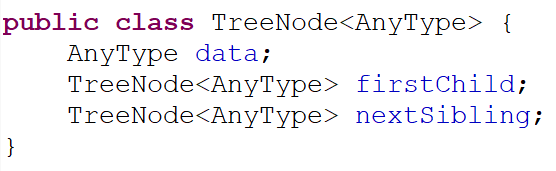 public class TreeNode<AnyType> {
    AnyType data;
    TreeNode<AnyType> firstChild;
    TreeNode<AnyType> nextSibling;
}